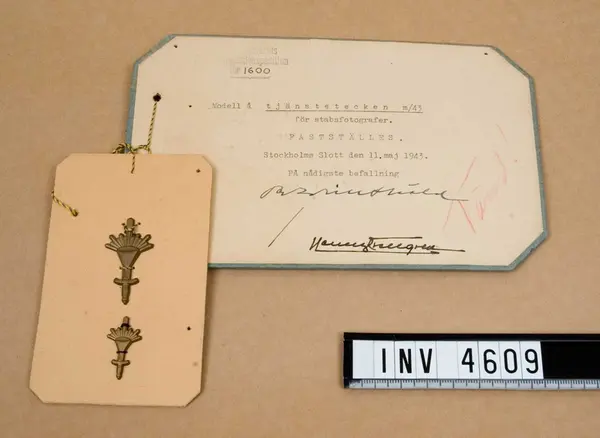 1600
Modell å tjänstetecken m/43
för stabsfotografer.
FASTSTÄLLES.
Stockholms Slott den 11.maj 1943.
På nådigste befallning
INV 4609